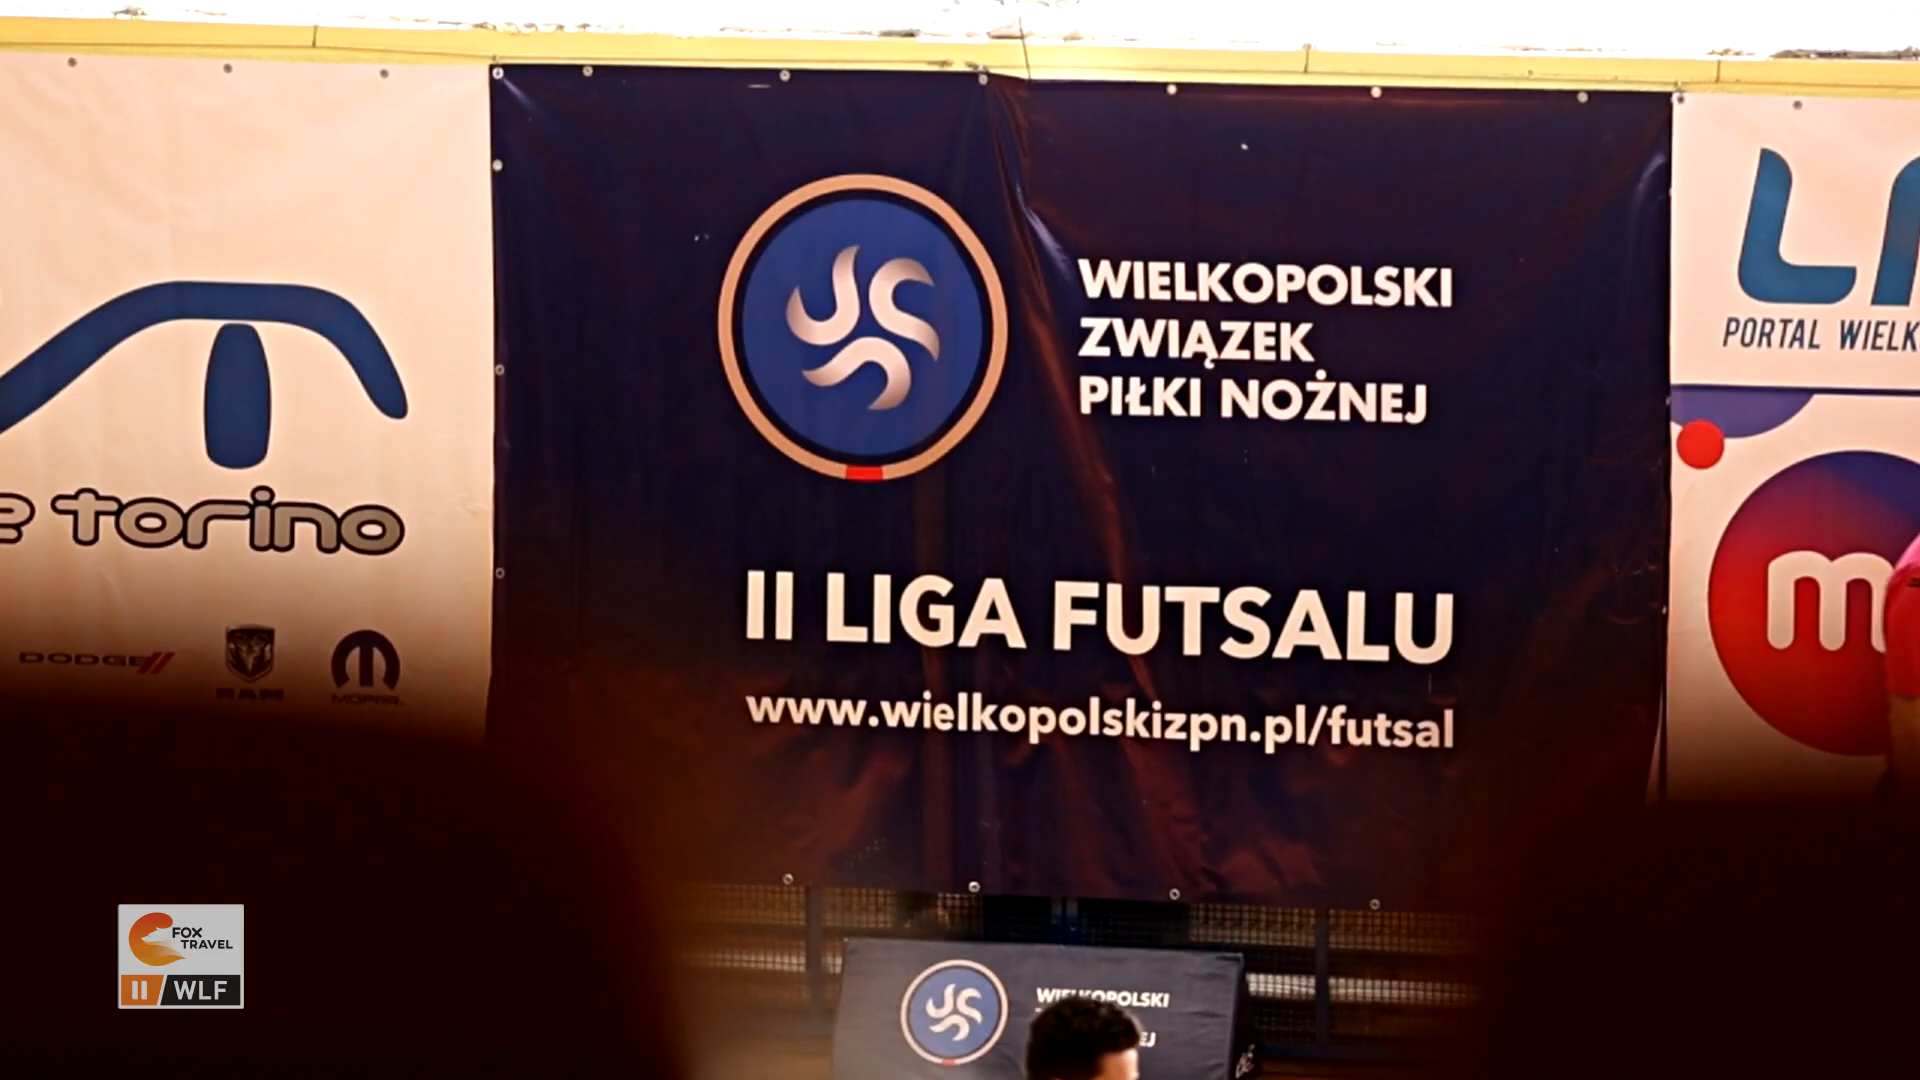 WIELKOPOLSKI
ZWIĄZEK
PIŁKI NOŻNEJ
II LIGA FUTSALU
www.wielkopolskizpn.pl/futsal
torino
DODGE
RAM
MOPAR
PORTAL
m
WIELKOPOLSKI
FOX
TRAVEL
II/WLF